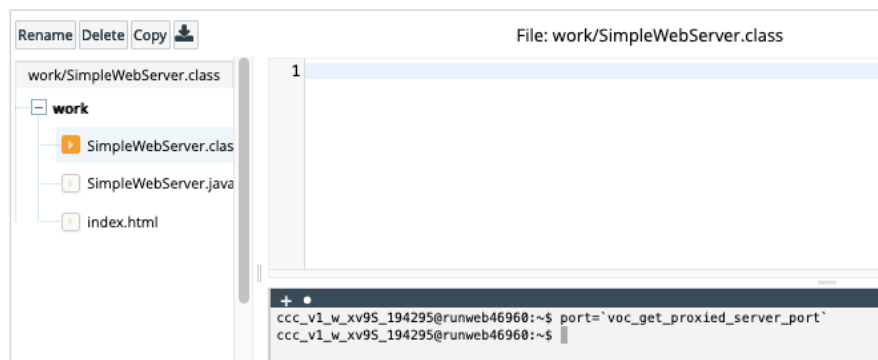 Rename Delete Copy
File: work/SimpleWebServer.class
work/SimpleWebServer.class
work
SimpleWebServer.clas
SimpleWebServer.java
index.html
1
+
ccc_v1_w_xv9S_194295@runweb46960:~$ port=`voc_get_proxied_server_port`
ccc_v1_w_xv9S_194295@runweb46960:~$